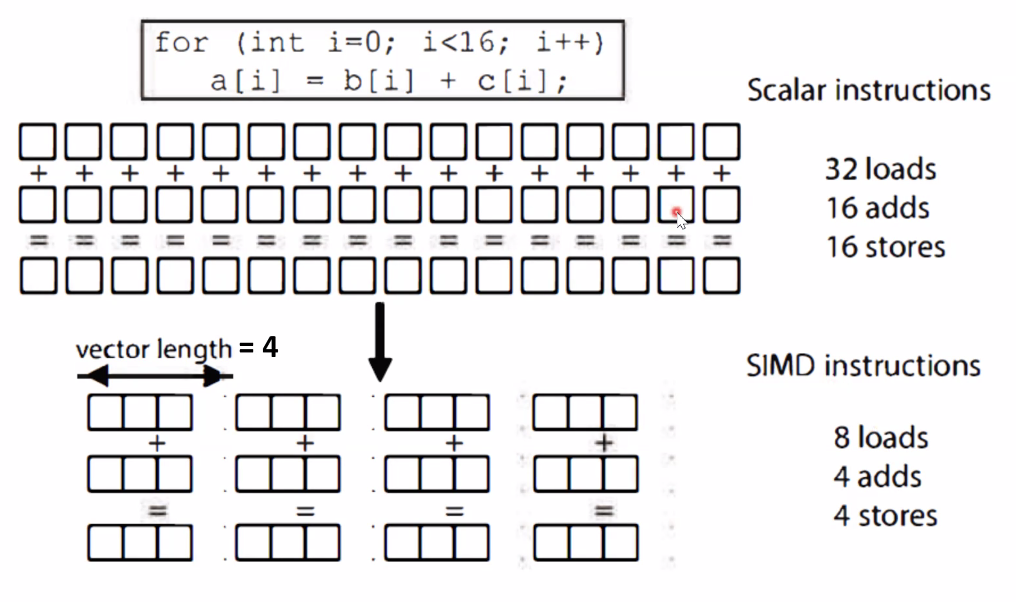 for (int i=0; i<16; i++)
a[i] = b[i] + c[i];
Scalar instructions
+ + + + + + + + + + + + + + + +
32 loads
16 adds
= = = = = = = = = = = = = = = =
16 stores
vector length = 4
SIMD instructions
+ + + +
8 loads
4 adds
= = = =
4 stores